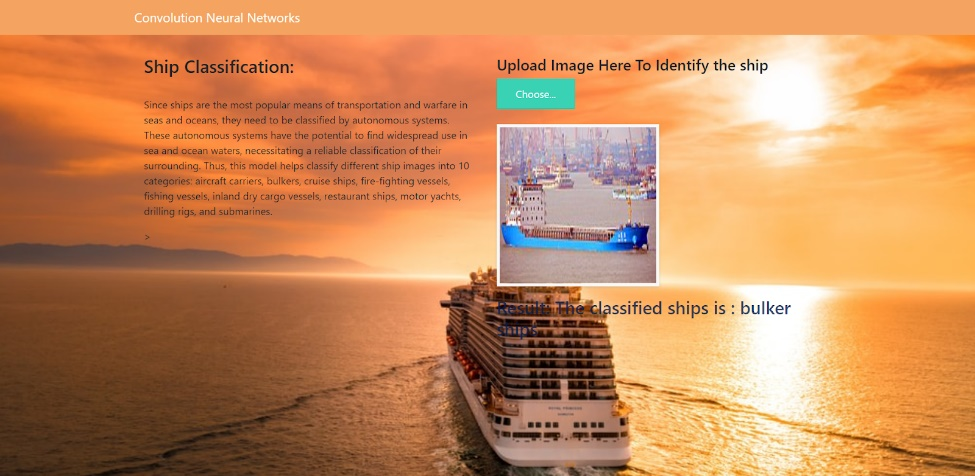 Convolution Neural Networks
Ship Classification:
Since ships are the most popular means of transportation and warfare in
seas and oceans, they need to be classified by autonomous systems.
These autonomous systems have the potential to find widespread use in
sea and ocean waters, necessitating a reliable classification of their
surrounding. Thus, this model helps classify different ship images into 10
categories: aircraft carriers, bulkers, cruise ships, fire-fighting vessels,
fishing vessels, inland dry cargo vessels, restaurant ships, motor yachts,
drilling rigs, and submarines.
>
Upload Image Here To Identify the ship
Choose...
Result: The classified ships is : bulker
ships
ROYAL PRINCESS